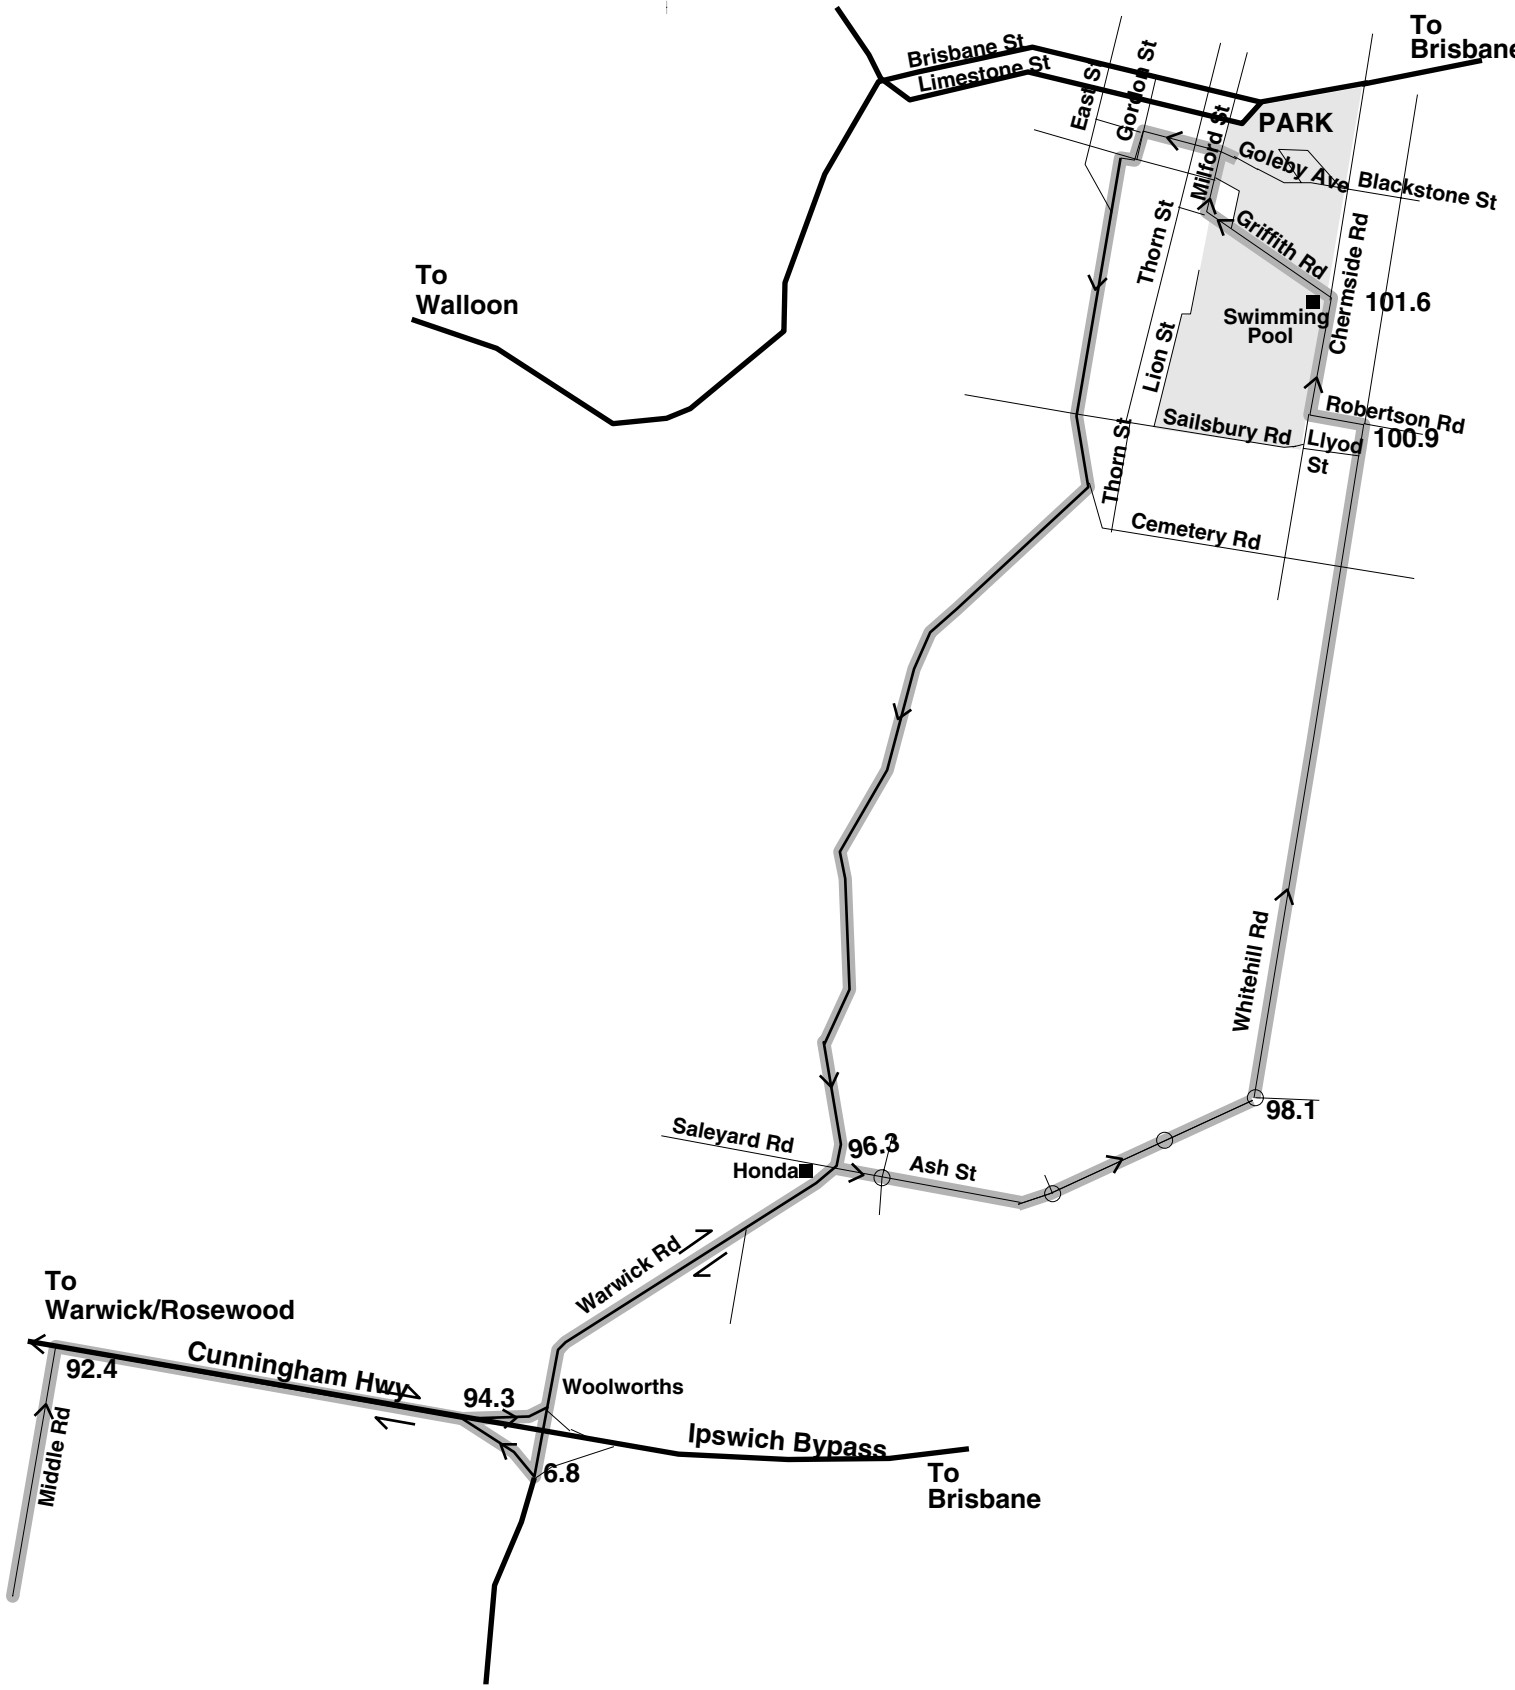 To
Brisbane
Brisbane St
Limestone St
East St
Gordon St
PARK
Milford St
Goleby Ave
Blackstone St
Thorn St
Griffith Rd
Chermside Rd
To
Walloon
101.6
Swimming
Pool
Lion St
Robertson Rd
Sailsbury Rd
100.9
Llyod
St
Thorn St
Cemetery Rd
Whitehill Rd
98.1
Saleyard Rd
96.3
Honda
Ash St
Warwick Rd
To
Warwick/Rosewood
Cunningham Hwy
92.4
94.3
Woolworths
Middle Rd
Ipswich Bypass
6.8
To
Brisbane